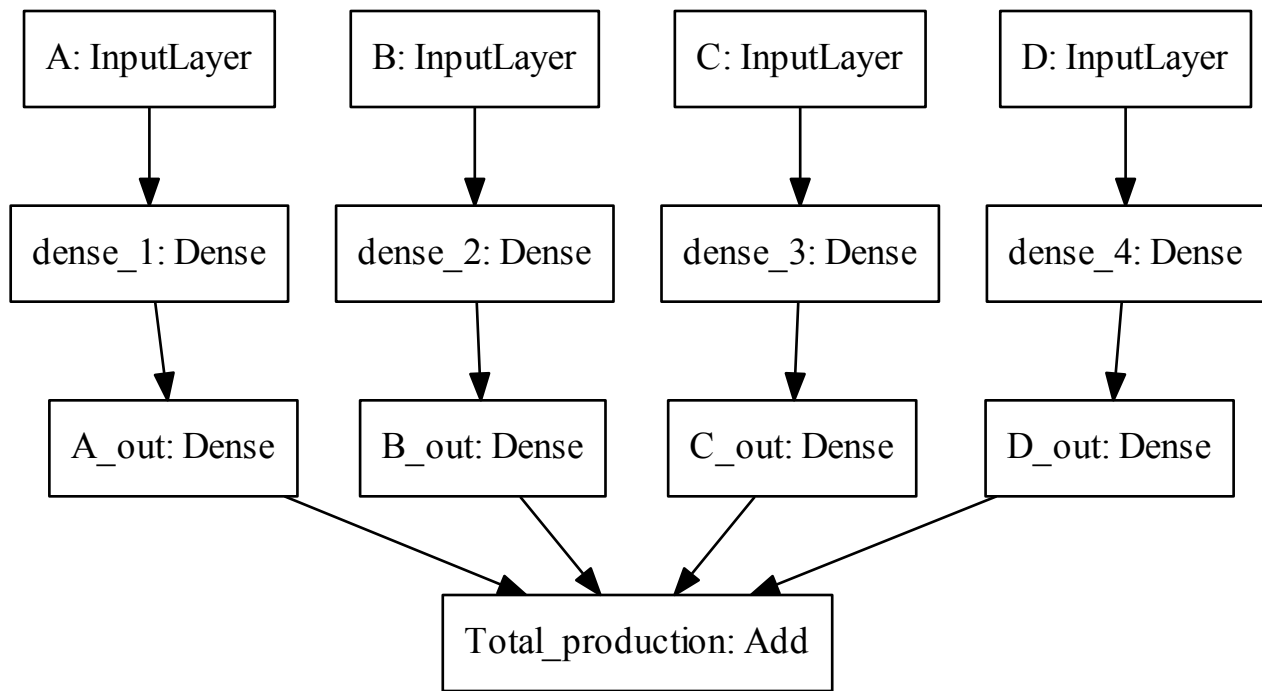 A: InputLayer
B: InputLayer
C: InputLayer
D: InputLayer
dense_1: Dense
dense_2: Dense
dense_3: Dense
dense_4: Dense
A_out: Dense
B_out: Dense
C_out: Dense
D_out: Dense
Total_production: Add